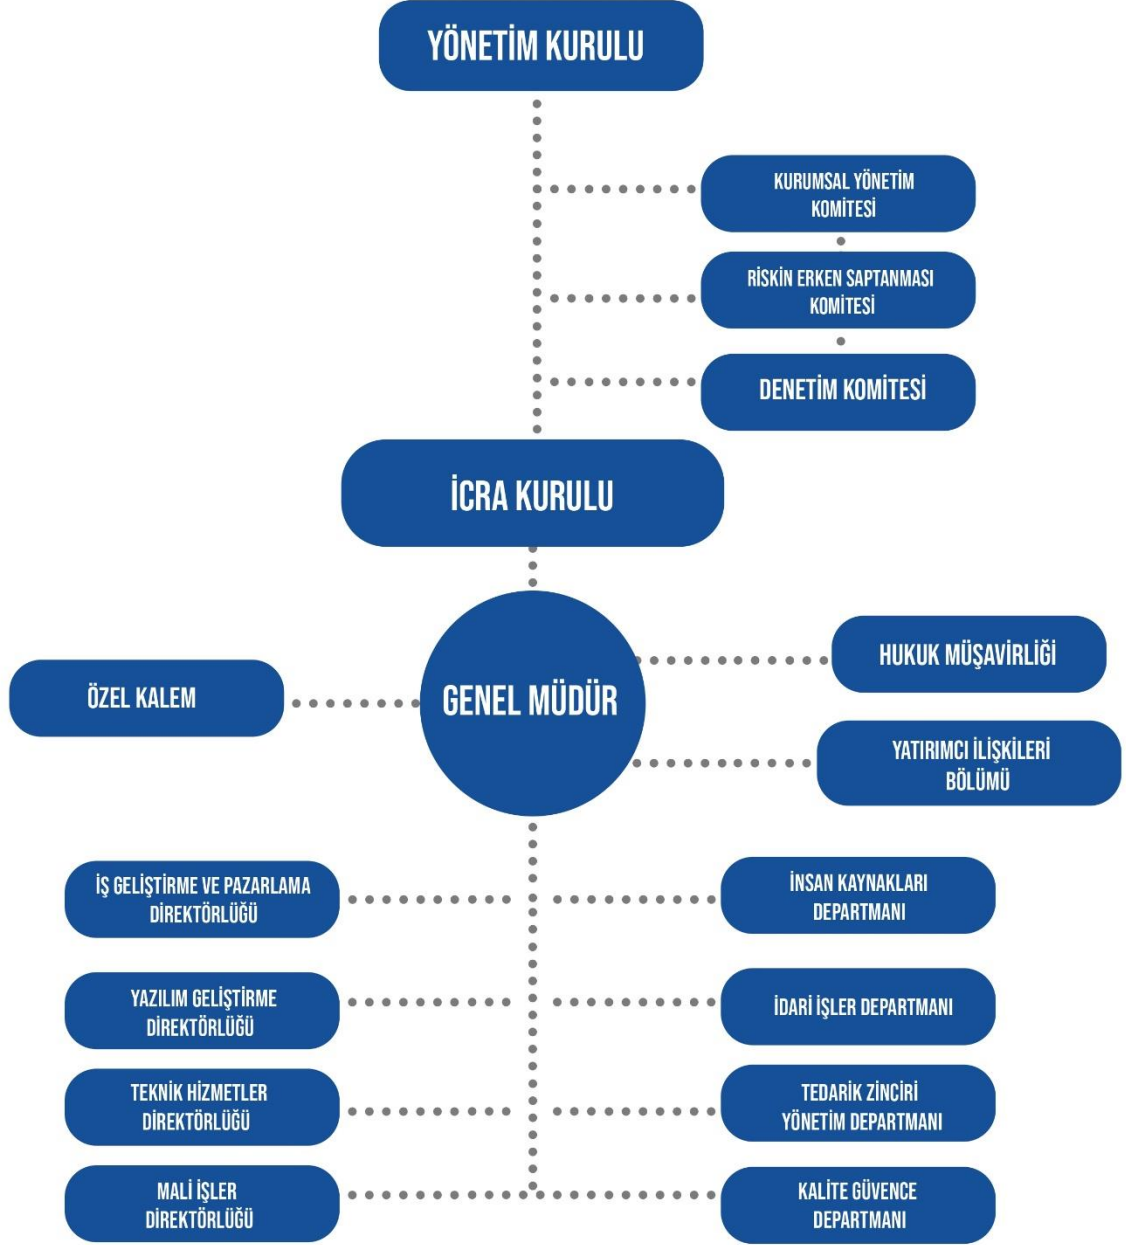 YÖNETİM KURULU
KURUMSAL YÖNETİM
KOMİTESİ
RİSKİN ERKEN SAPTANMASI
KOMİTESİ
DENETİM KOMİTESİ
İCRA KURULU
GENEL MÜDÜR
ÖZEL KALEM
HUKUK MÜŞAVİRLİĞİ
YATIRIMCI İLİŞKİLERİ
BÖLÜMÜ
İŞ GELİŞTİRME VE PAZARLAMA
DİREKTÖRLÜĞÜ
YAZILIM GELİŞTİRME
DİREKTÖRLÜĞÜ
TEKNİK HİZMETLER
DİREKTÖRLÜĞÜ
MALİ İŞLER
DİREKTÖRLÜĞÜ
İNSAN KAYNAKLARI
DEPARTMANI
İDARİ İŞLER DEPARTMANI
TEDARİK ZİNCİRİ
YÖNETİM DEPARTMANI
KALİTE GÜVENCE
DEPARTMANI